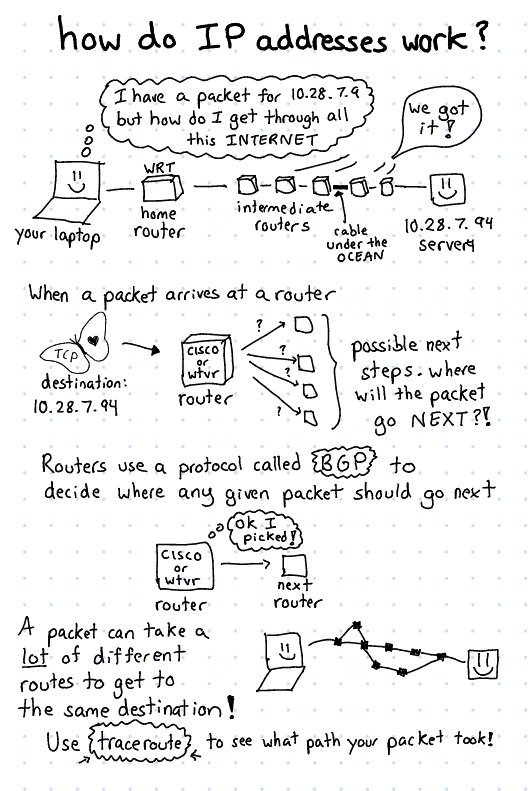 how do IP addresses work?
I have a packet for 10.28.7.9
but how do I get through all
this INTERNET
we got
it!
your laptop
WRT
home
router
intermediate
routers
cable
under the
OCEAN
10.28.7.94
server
When a packet arrives at a router
TCP
destination:
10.28.7.94
CISCO
or
wtvr
router
?
?
?
?
possible next
steps. where
will the packet
go NEXT?!
Routers use a protocol called BGP to
decide where any given packet should go next
ok I
picked!
CISCO
or
wtvr
router
next
router
A packet can take a
lot of different
routes to get to
the same destination!
Use traceroute to see what path your packet took!